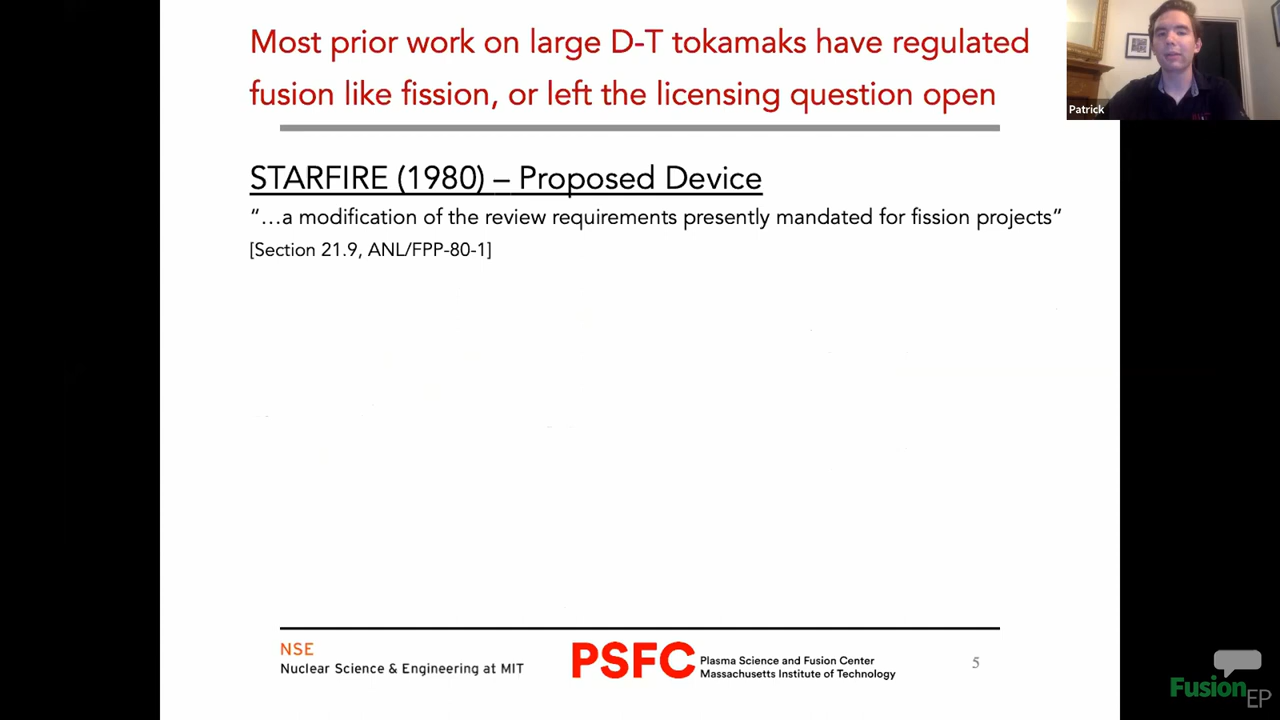 Most prior work on large D-T tokamaks have regulated
fusion like fission, or left the licensing question open
Patrick
STARFIRE (1980) – Proposed Device
“…a modification of the review requirements presently mandated for fission projects”
[Section 21.9, ANL/FPP-80-1]
NSE
Nuclear Science & Engineering at MIT
PSFC
Plasma Science and Fusion Center
Massachusetts Institute of Technology
5
Fusion
EP